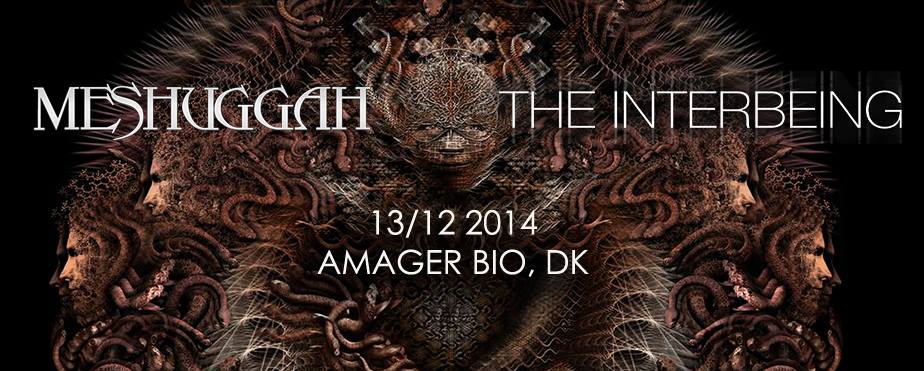 MESHUGGAH THE INTERBEING
13/12 2014
AMAGER BIO, DK